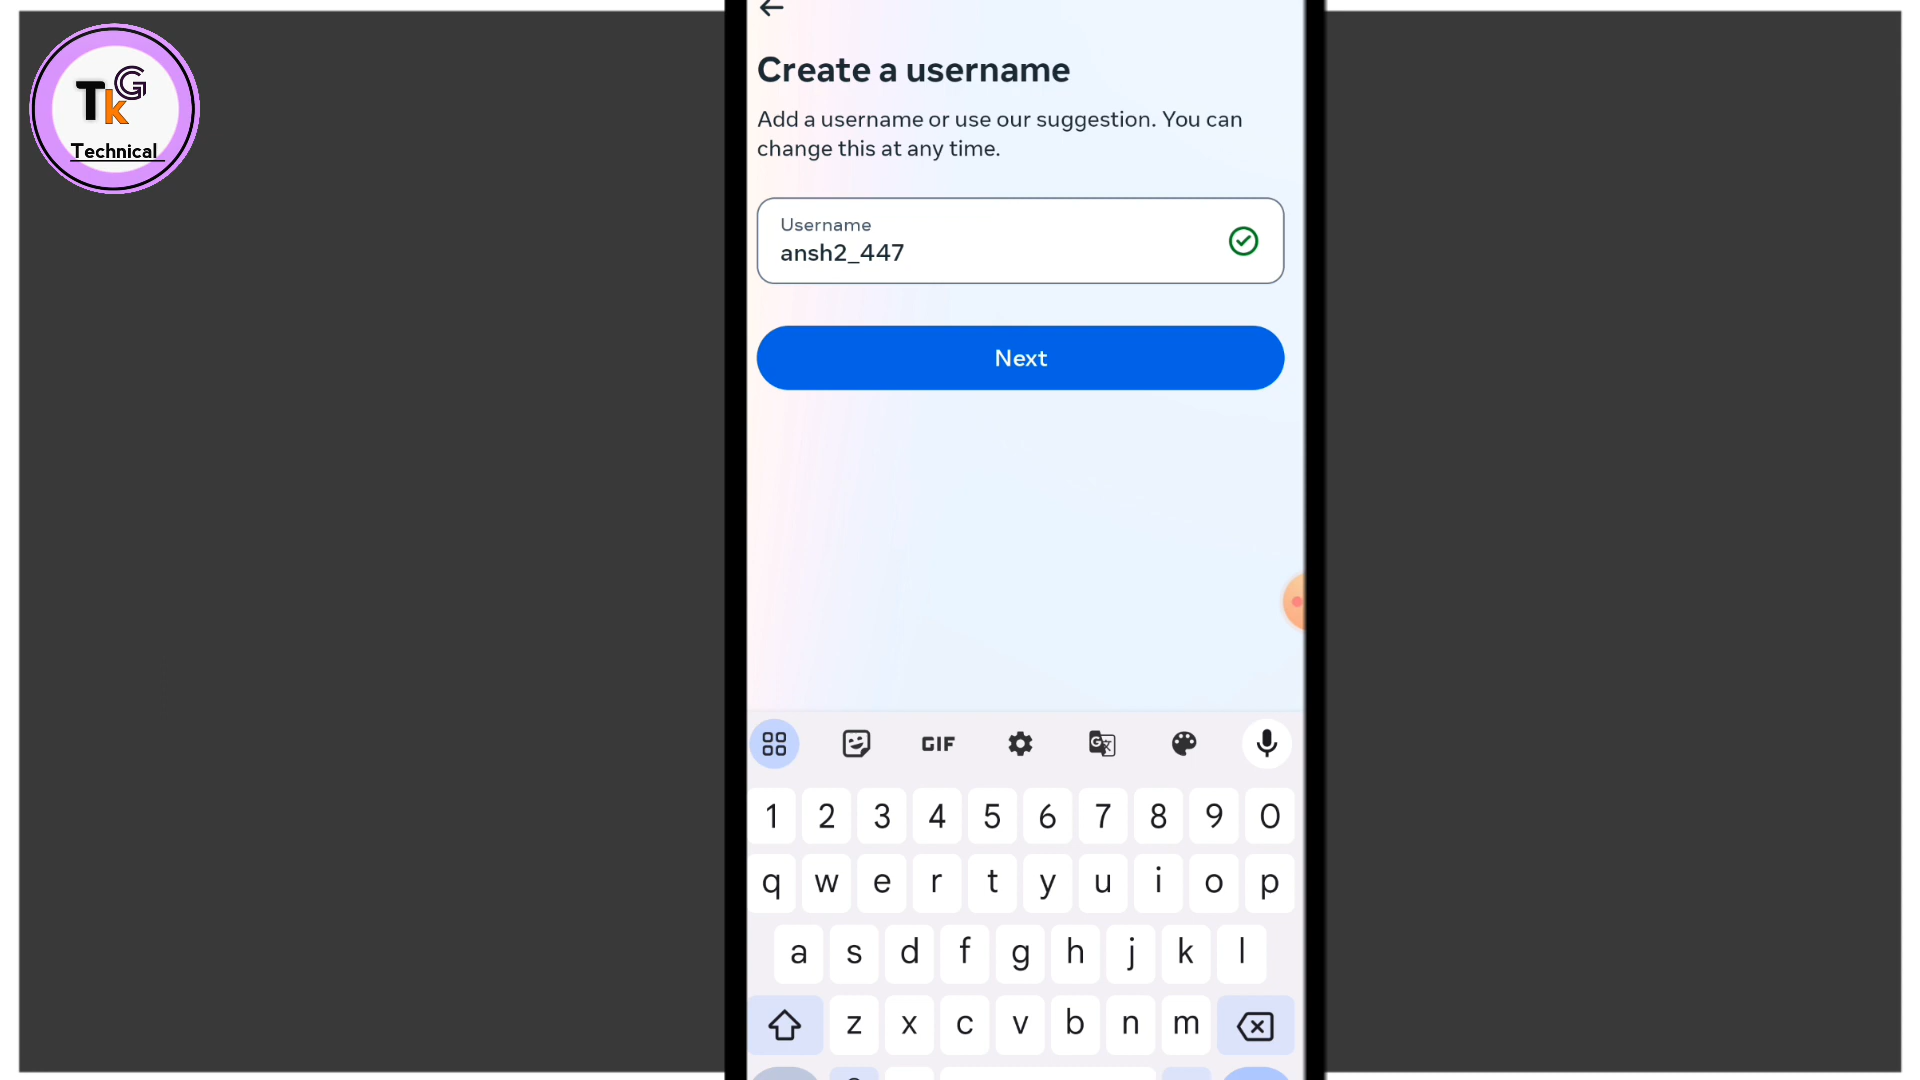 TkG
Technical
Create a username
Add a username or use our suggestion. You can
change this at any time.
Username
ansh2_447
Next
GIF
1 2 3 4 5 6 7 8 9 0
q w e r t y u i o p
a s d f g h j k l
z x c v b n m